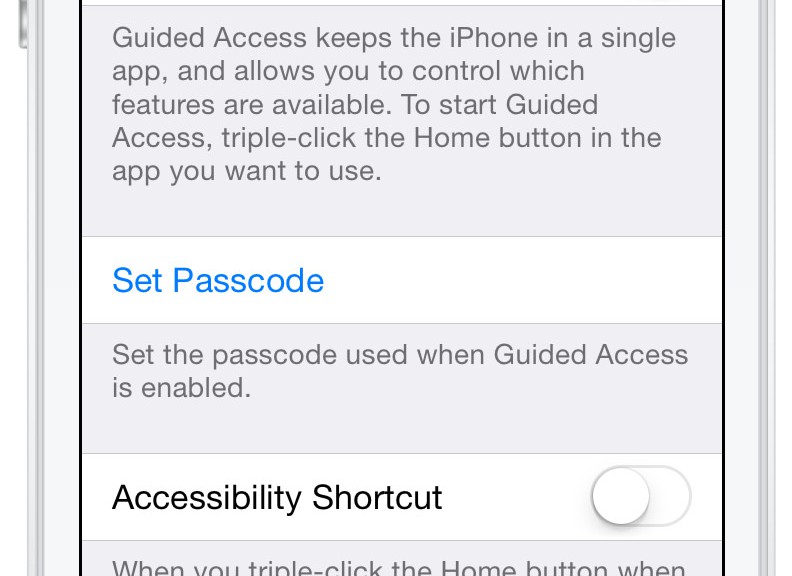 Guided Access keeps the iPhone in a single
app, and allows you to control which
features are available. To start Guided
Access, triple-click the Home button in the
app you want to use.
Set Passcode
Set the passcode used when Guided Access
is enabled.
Accessibility Shortcut
When you triple-click the Home button when